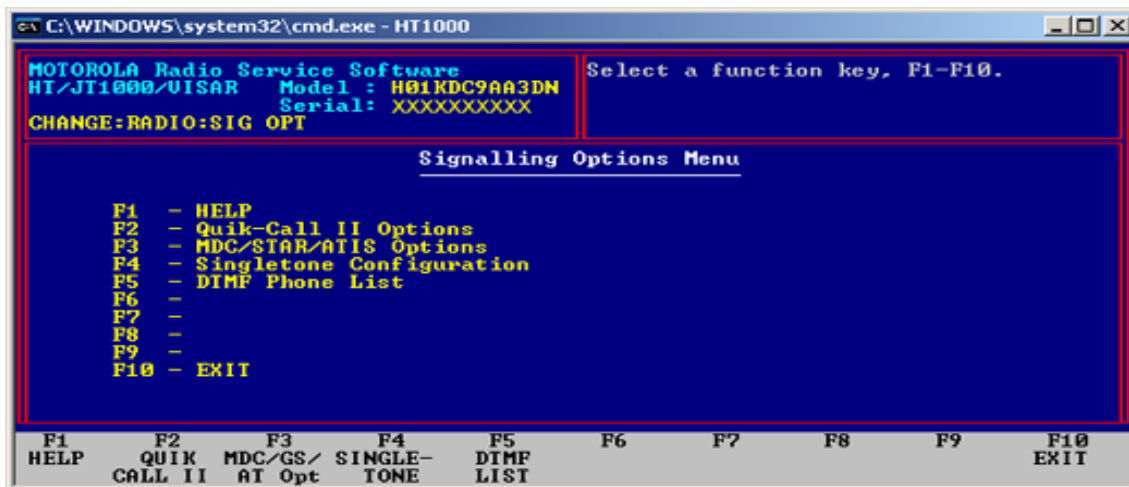 C:\WINDOWS\system32\cmd.exe - HT1000
MOTOROLA Radio Service Software
HT/JT1000/VISAR Model : H01KDC9AA3DN
Serial: XXXXXXXXXX
CHANGE:RADIO:SIG OPT
Select a function key, F1-F10.
Signalling Options Menu
F1 - HELP
F2 - Quik-Call II Options
F3 - MDC/STAR/ATIS Options
F4 - Singletone Configuration
F5 - DTMF Phone List
F6 -
F7 -
F8 -
F9 -
F10 - EXIT
F1 F2 F3 F4 F5 F6 F7 F8 F9 F10
HELP QUIK MDC/GS/ SINGLE- DTMF EXIT
CALL II AT Opt TONE LIST